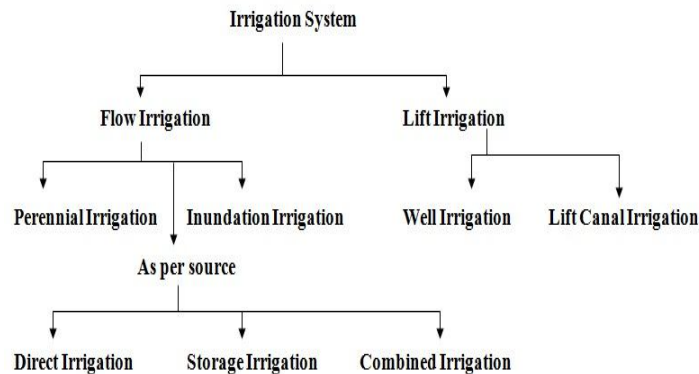 Irrigation System
Flow Irrigation
Lift Irrigation
Perennial Irrigation
Inundation Irrigation
Well Irrigation
Lift Canal Irrigation
As per source
Direct Irrigation
Storage Irrigation
Combined Irrigation